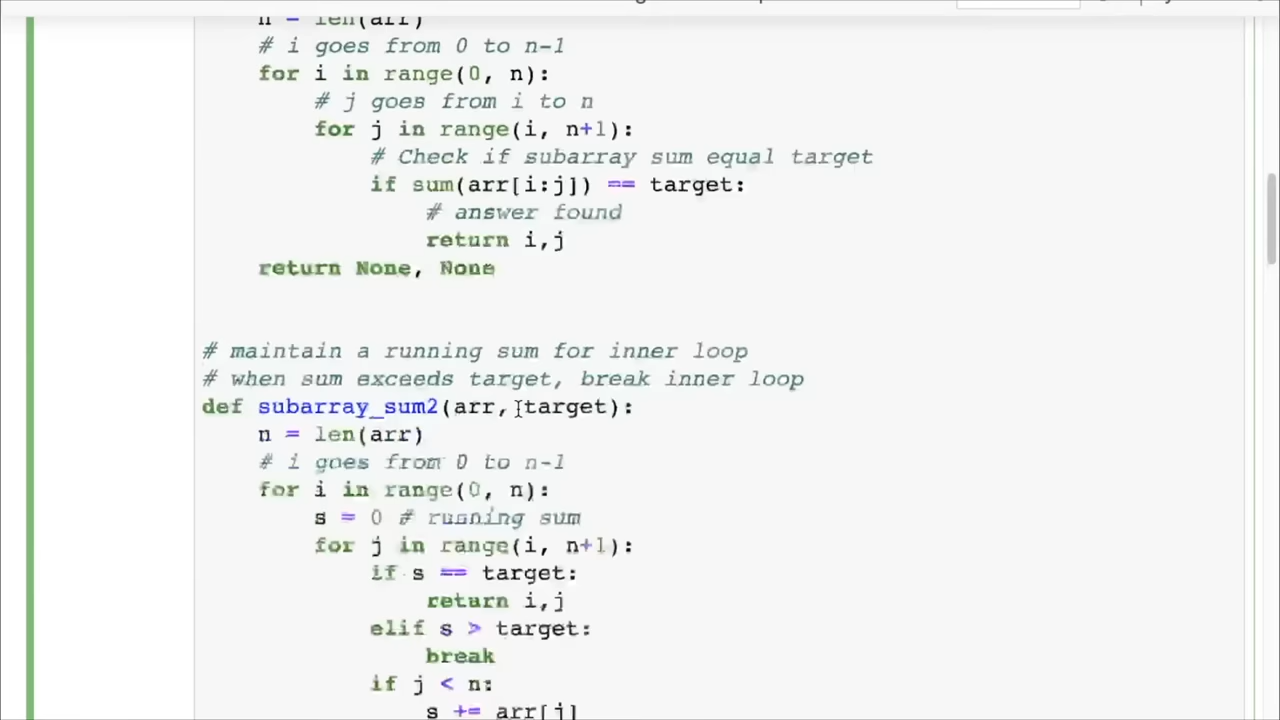 n = len(arr)
# i goes from 0 to n-1
for i in range(0, n):
# j goes from i to n
for j in range(i, n+1):
# Check if subarray sum equal target
if sum(arr[i:j]) == target:
# answer found
return i,j
return None, None
# maintain a running sum for inner loop
# when sum exceeds target, break inner loop
def subarray_sum2(arr, target):
n = len(arr)
# i goes from 0 to n-1
for i in range(0, n):
s = 0 # running sum
for j in range(i, n+1):
if s == target:
return i,j
elif s > target:
break
if j < n:
s += arr[j]